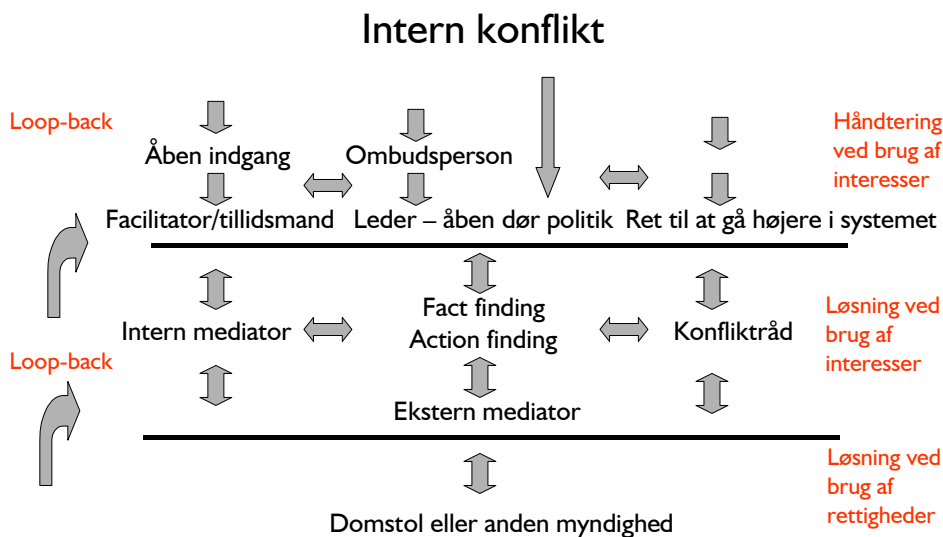 Intern konflikt
Loop-back
Håndtering
ved brug af
interesser
Åben indgang
Ombudsperson
Facilitator/tillidsmand
Leder – åben dør politik
Ret til at gå højere i systemet
Fact finding
Action finding
Intern mediator
Konfliktråd
Løsning ved
brug af
interesser
Loop-back
Ekstern mediator
Løsning ved
brug af
rettigheder
Domstol eller anden myndighed